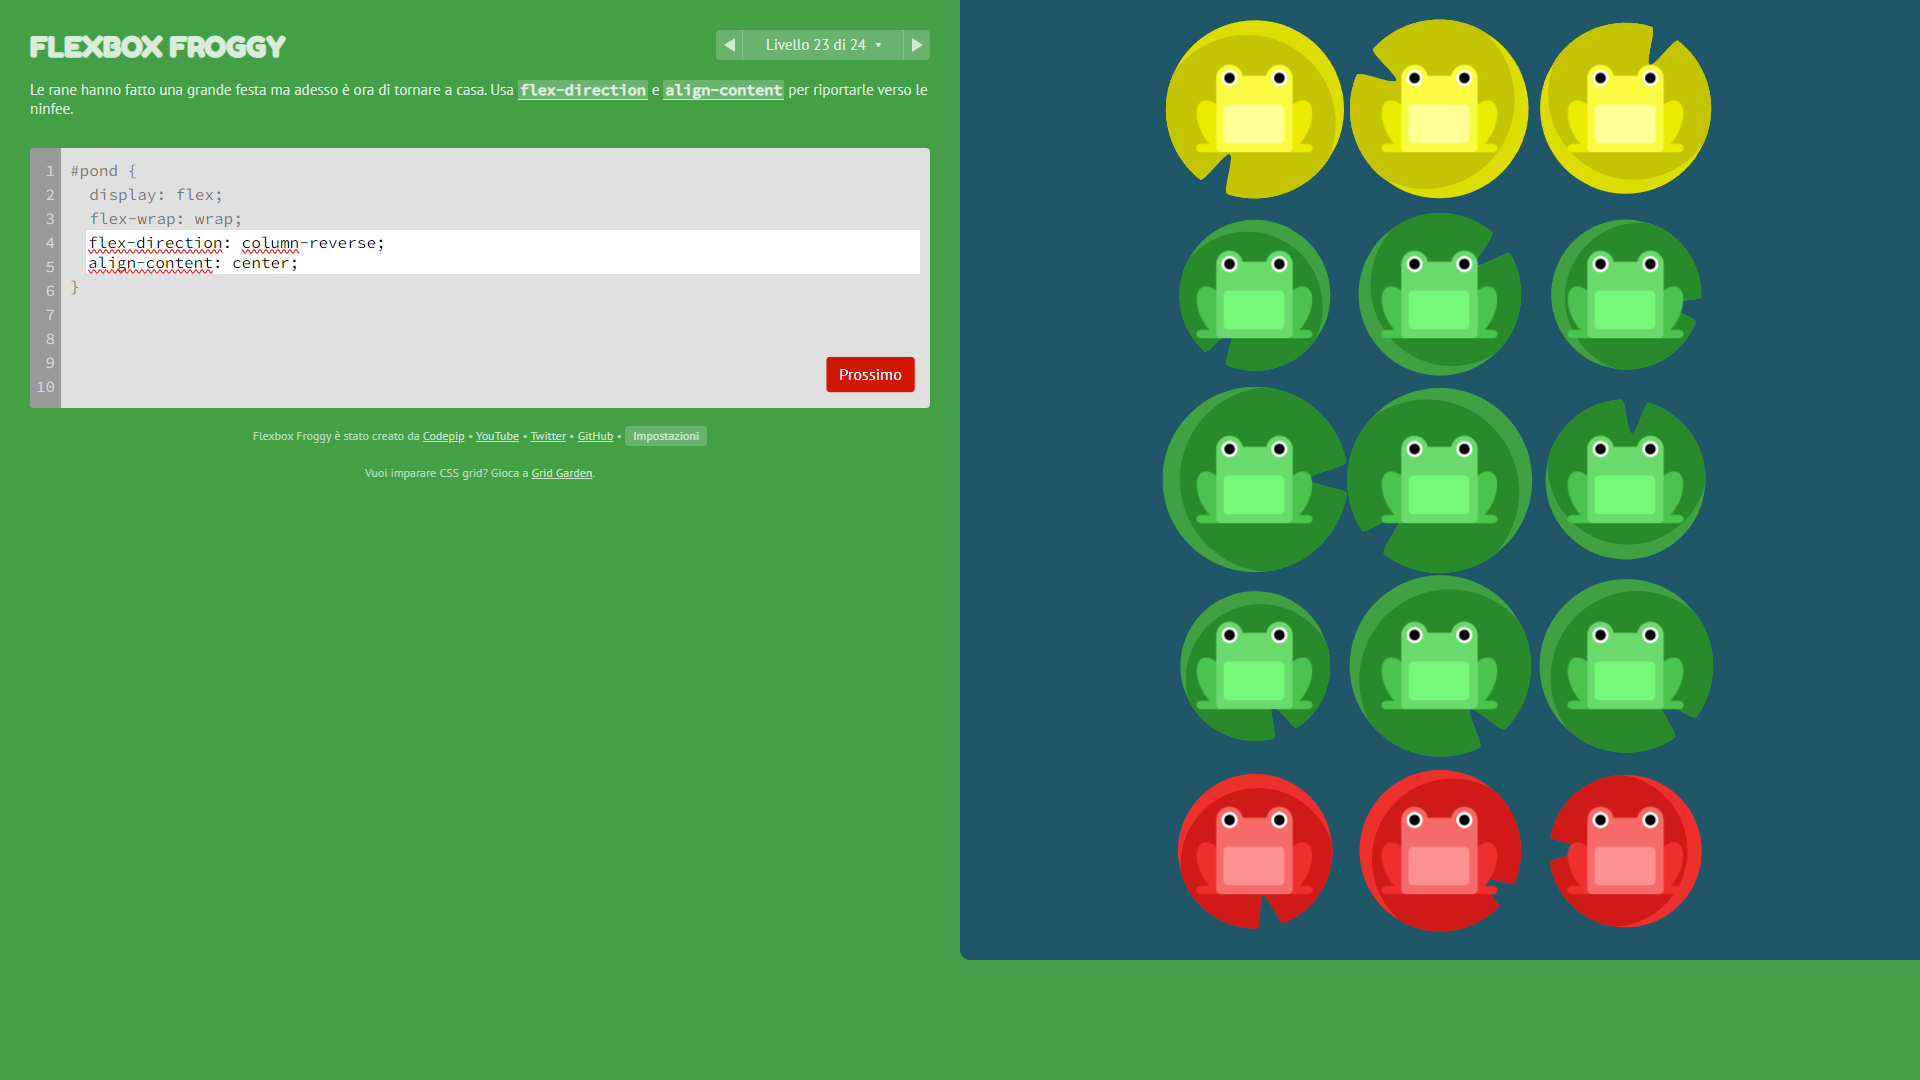 FLEXBOX FROGGY
Livello 23 di 24
Le rane hanno fatto una grande festa ma adesso è ora di tornare a casa. Usa flex-direction e align-content per riportarle verso le
ninfee.
1 #pond {
2 display: flex;
3 flex-wrap: wrap;
4 flex-direction: column-reverse;
5 align-content: center;
6 }
7
8
9
10
Prossimo
Flexbox Froggy è stato creato da Codepip • YouTube • Twitter • GitHub • Impostazioni
Vuoi imparare CSS grid? Gioca a Grid Garden.